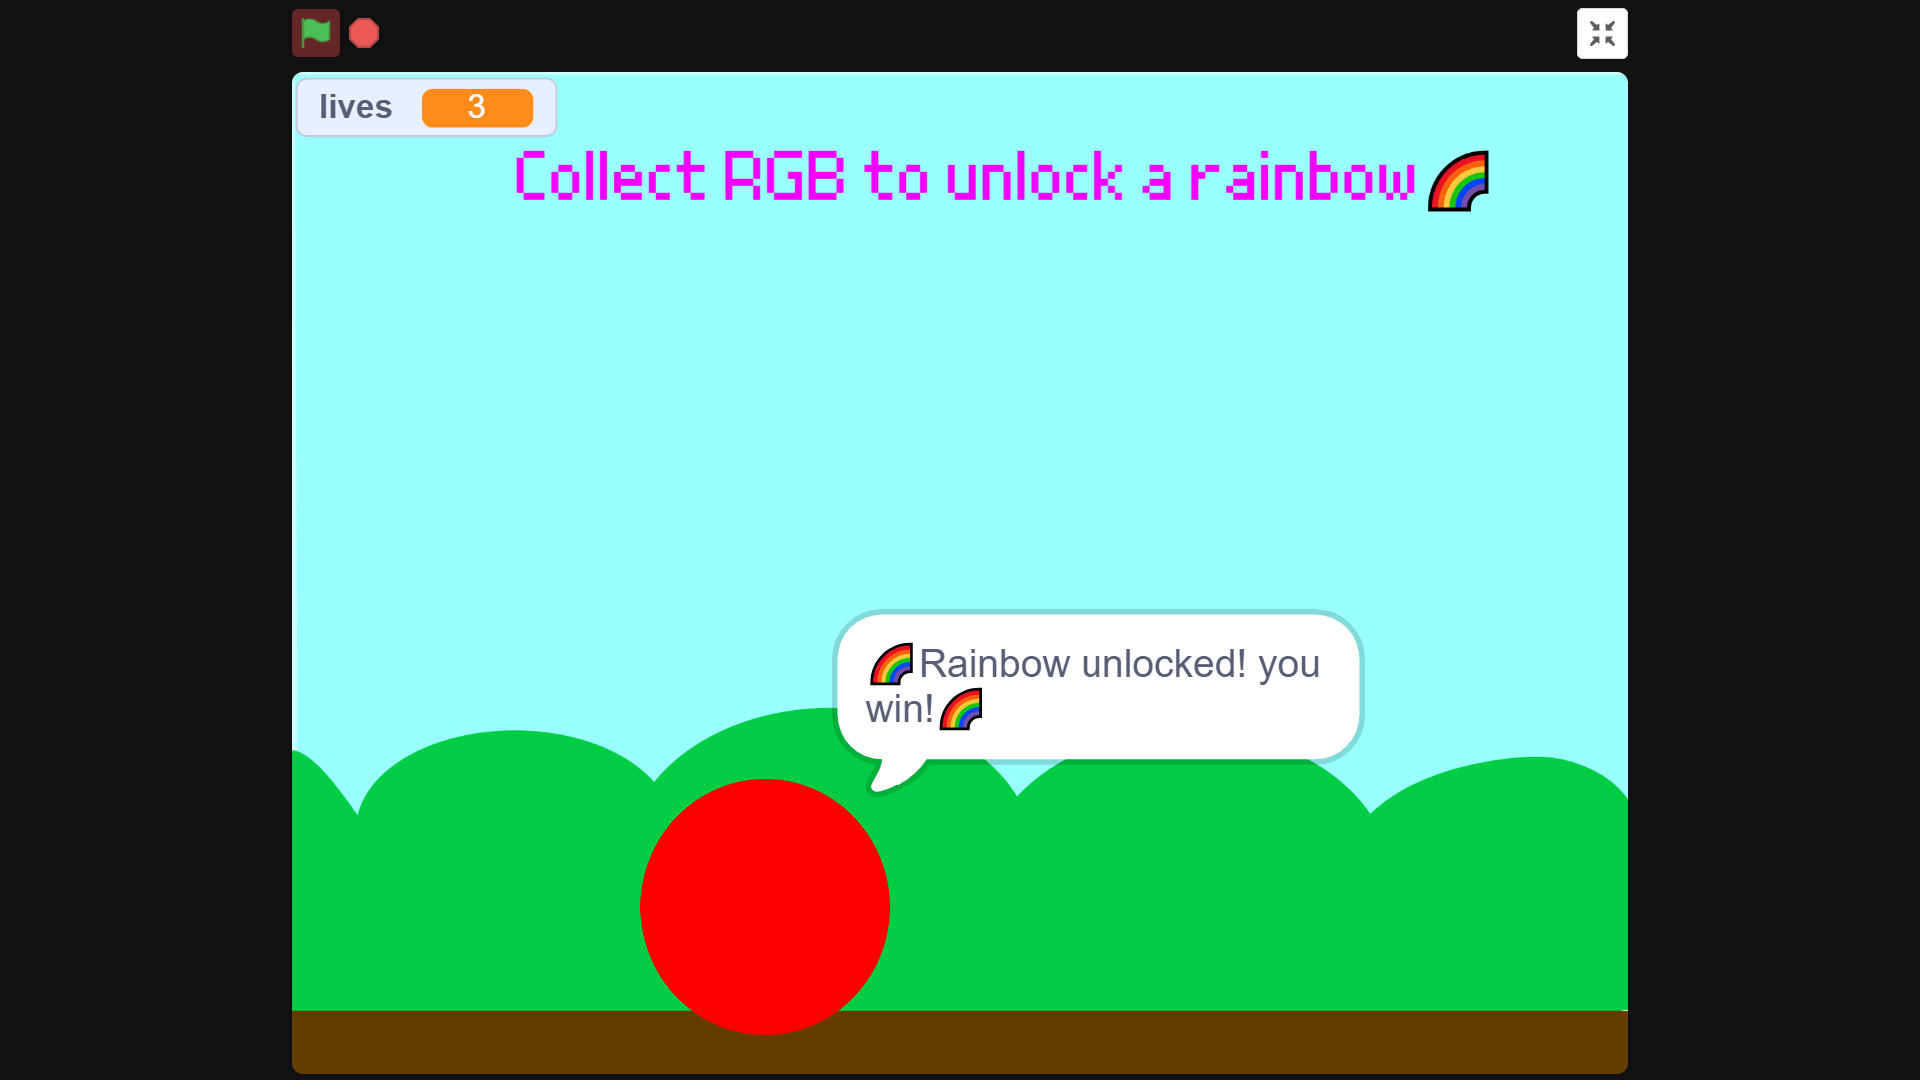 lives 3
Collect RGB to unlock a rainbow🌈
🌈Rainbow unlocked! you
win!🌈